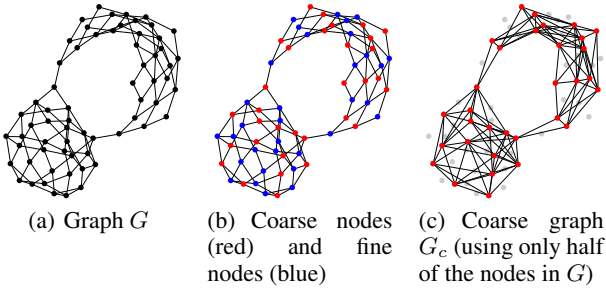 (a) Graph G
(b) Coarse nodes
(red) and fine
nodes (blue)
(c) Coarse graph
G_c (using only half
of the nodes in G)